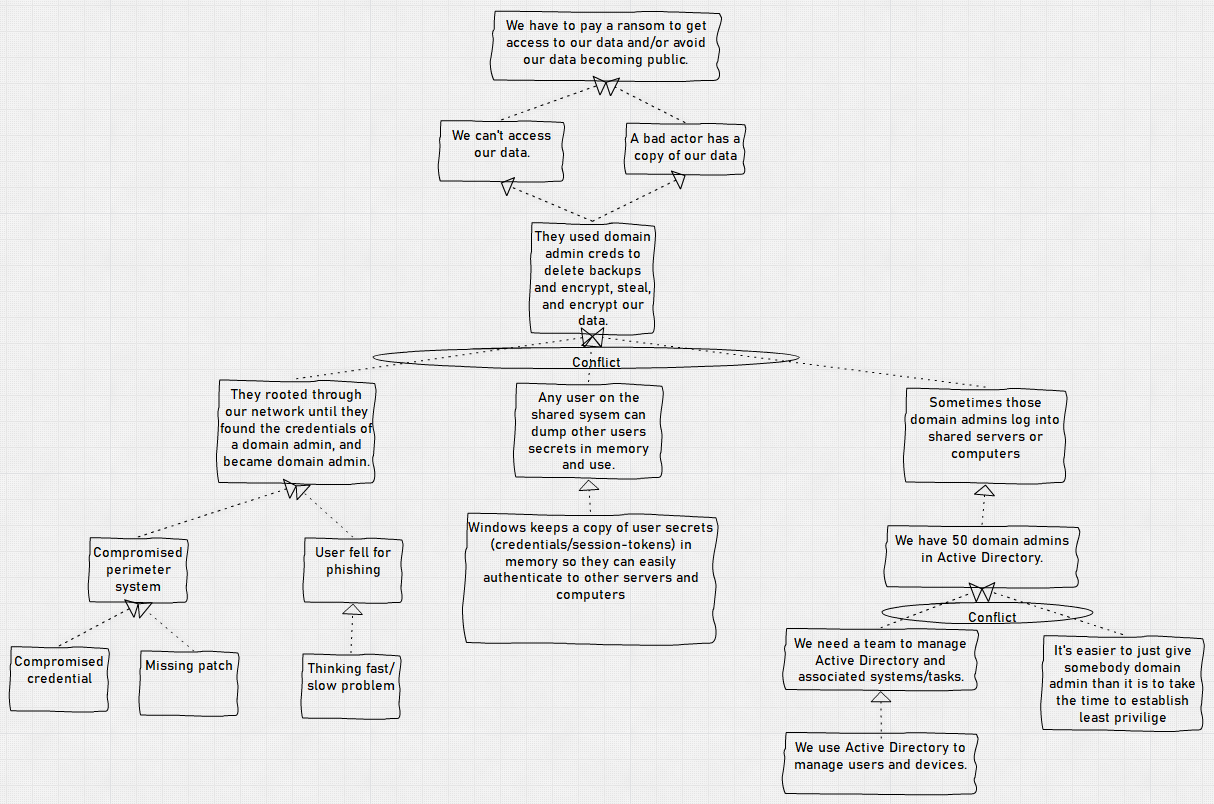 We have to pay a ransom to get
access to our data and/or avoid
our data becoming public.
We can't access
our data.
A bad actor has a
copy of our data
They used domain
admin creds to
delete backups
and encrypt, steal,
and encrypt our
data.
Conflict
They rooted through
our network until they
found the credentials of
a domain admin, and
became domain admin.
Any user on the
shared sysem can
dump other users
secrets in memory
and use.
Sometimes those
domain admins log into
shared servers or
computers
Compromised
perimeter
system
User fell for
phishing
Windows keeps a copy of user secrets
(credentials/session-tokens) in
memory so they can easily
authenticate to other servers and
computers
We have 50 domain admins
in Active Directory.
Conflict
Compromised
credential
Missing patch
Thinking fast/
slow problem
We need a team to manage
Active Directory and
associated systems/tasks.
It's easier to just give
somebody domain
admin than it is to take
the time to establish
least privilige
We use Active Directory to
manage users and devices.